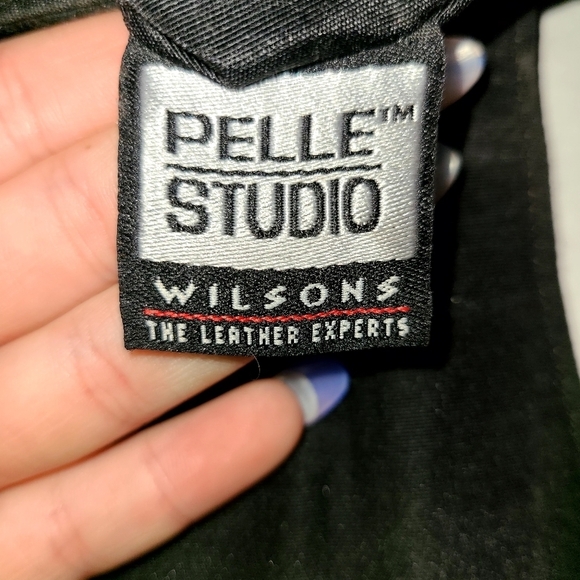 PELLE™
STUDIO
WILSONS
THE LEATHER EXPERTS